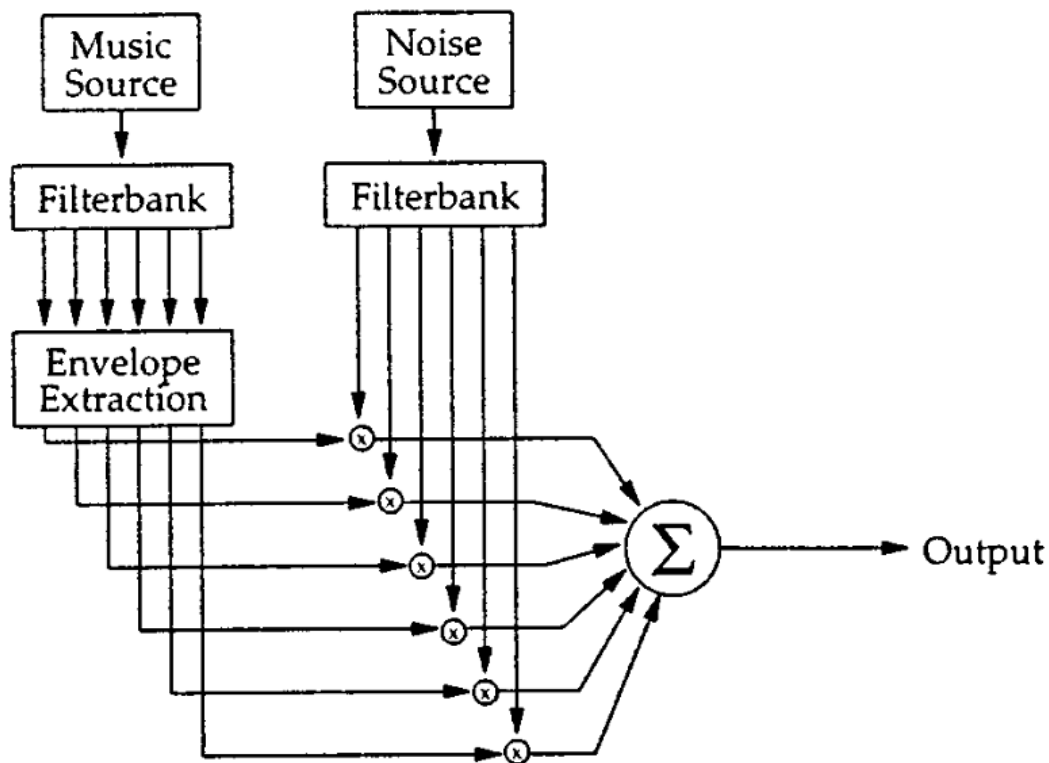 Music
Source
Noise
Source
Filterbank
Filterbank
Envelope
Extraction
x
x
x
x
x
x
Σ
Output